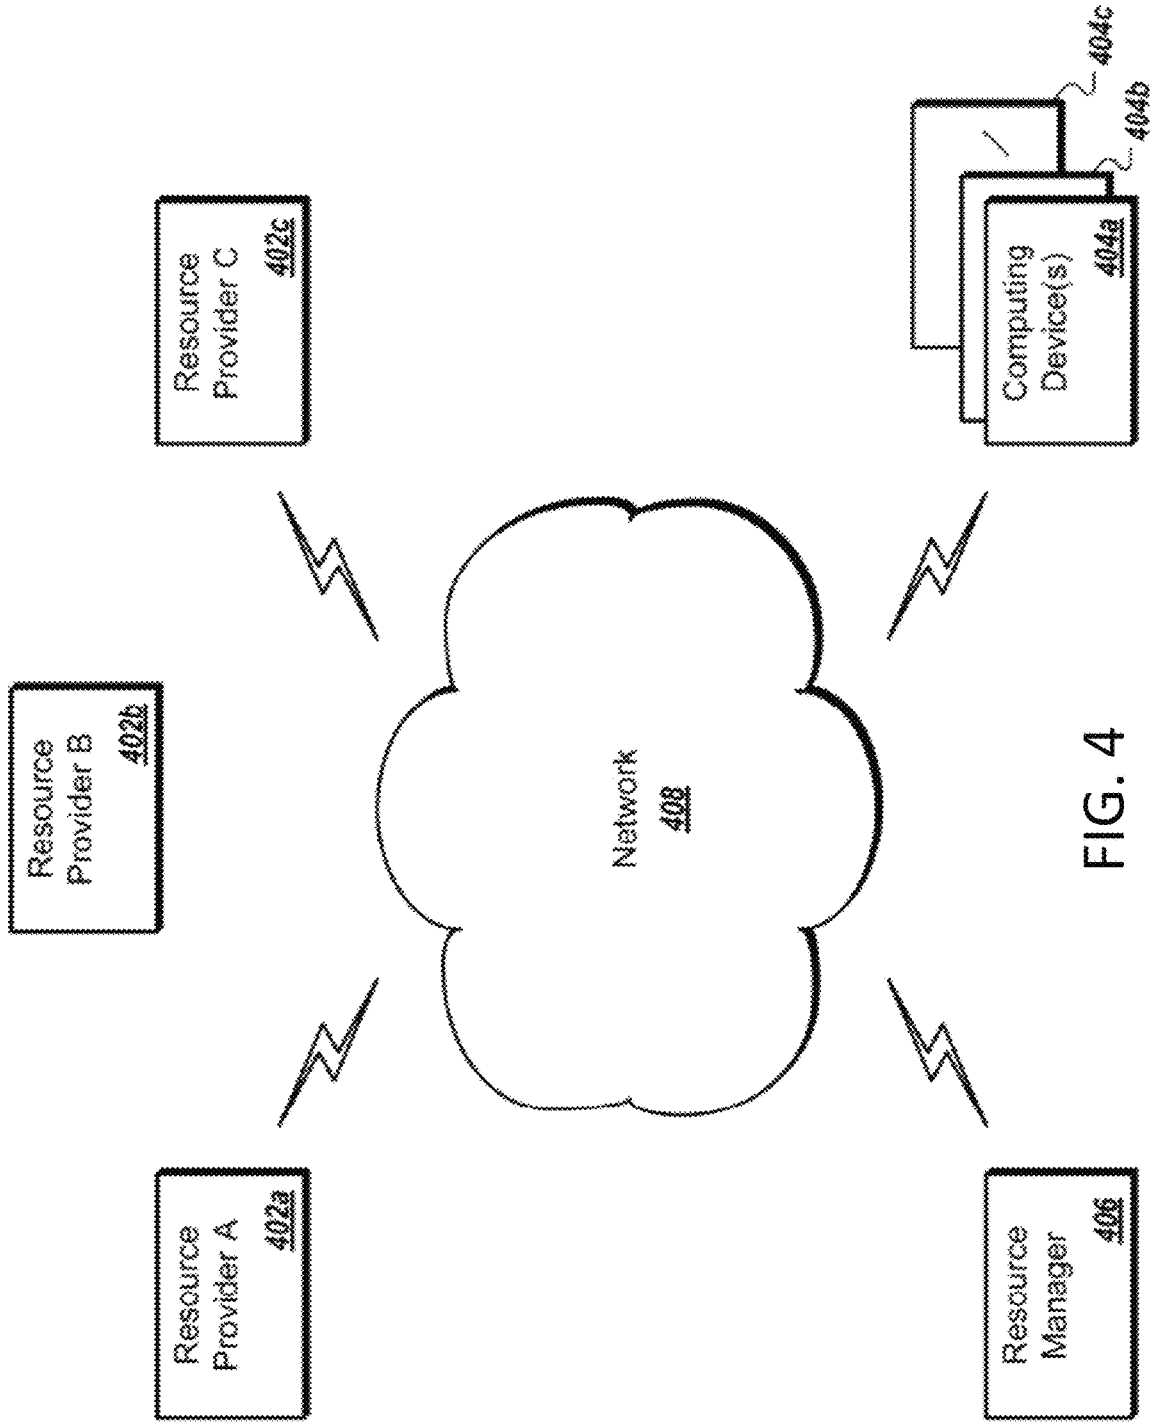 Resource
Provider B
402b
Resource
Provider A
402a
Resource
Provider C
402c
Network
408
Resource
Manager
406
Computing
Device(s)
404a
404b
404c
FIG. 4